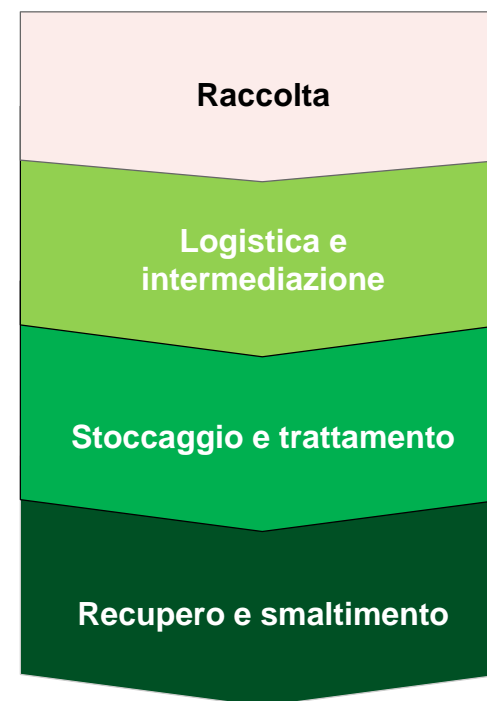 Raccolta
Logistica e
intermediazione
Stoccaggio e trattamento
Recupero e smaltimento